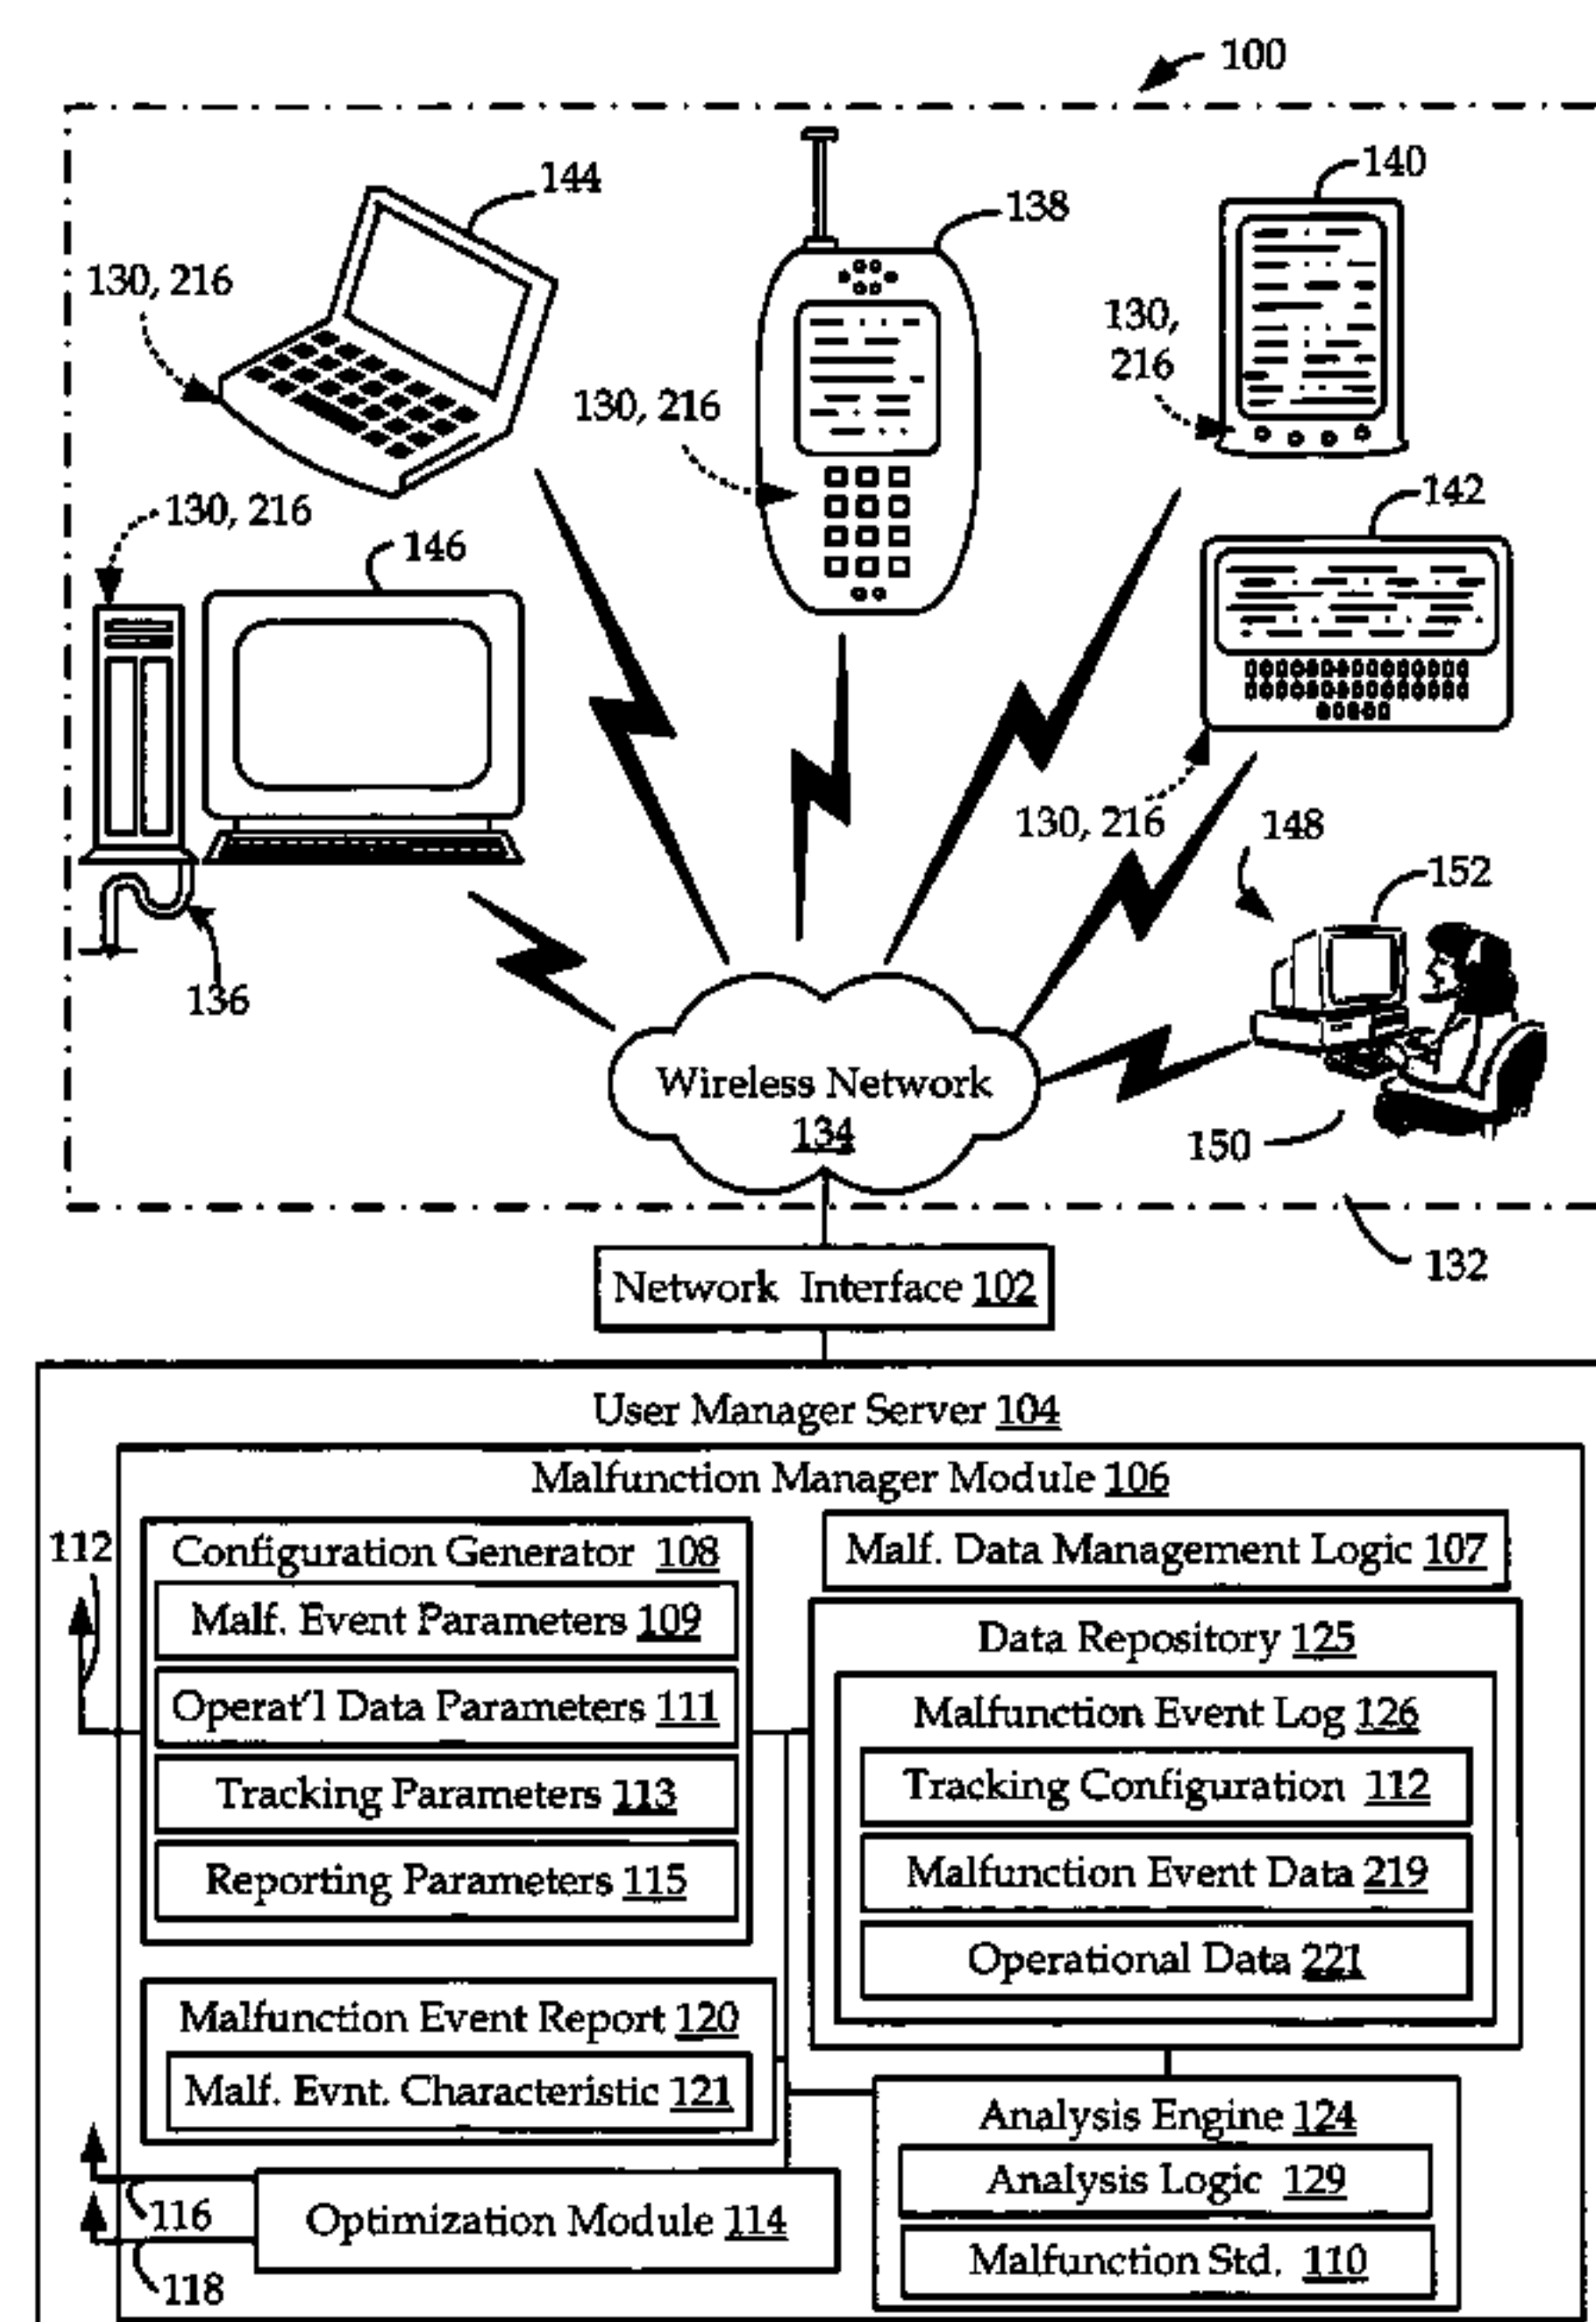 100
144
138
140
130, 216
130,
216
130, 216
142
130, 216
146
130, 216
148
152
136
Wireless Network
134
150
132
Network Interface 102
User Manager Server 104
Malfunction Manager Module 106
112
Configuration Generator 108
Malf. Event Parameters 109
Operat'l Data Parameters 111
Tracking Parameters 113
Reporting Parameters 115
Malf. Data Management Logic 107
Data Repository 125
Malfunction Event Log 126
Tracking Configuration 112
Malfunction Event Data 219
Operational Data 221
Malfunction Event Report 120
Malf. Evnt. Characteristic 121
Analysis Engine 124
Analysis Logic 129
Malfunction Std. 110
116
Optimization Module 114
118